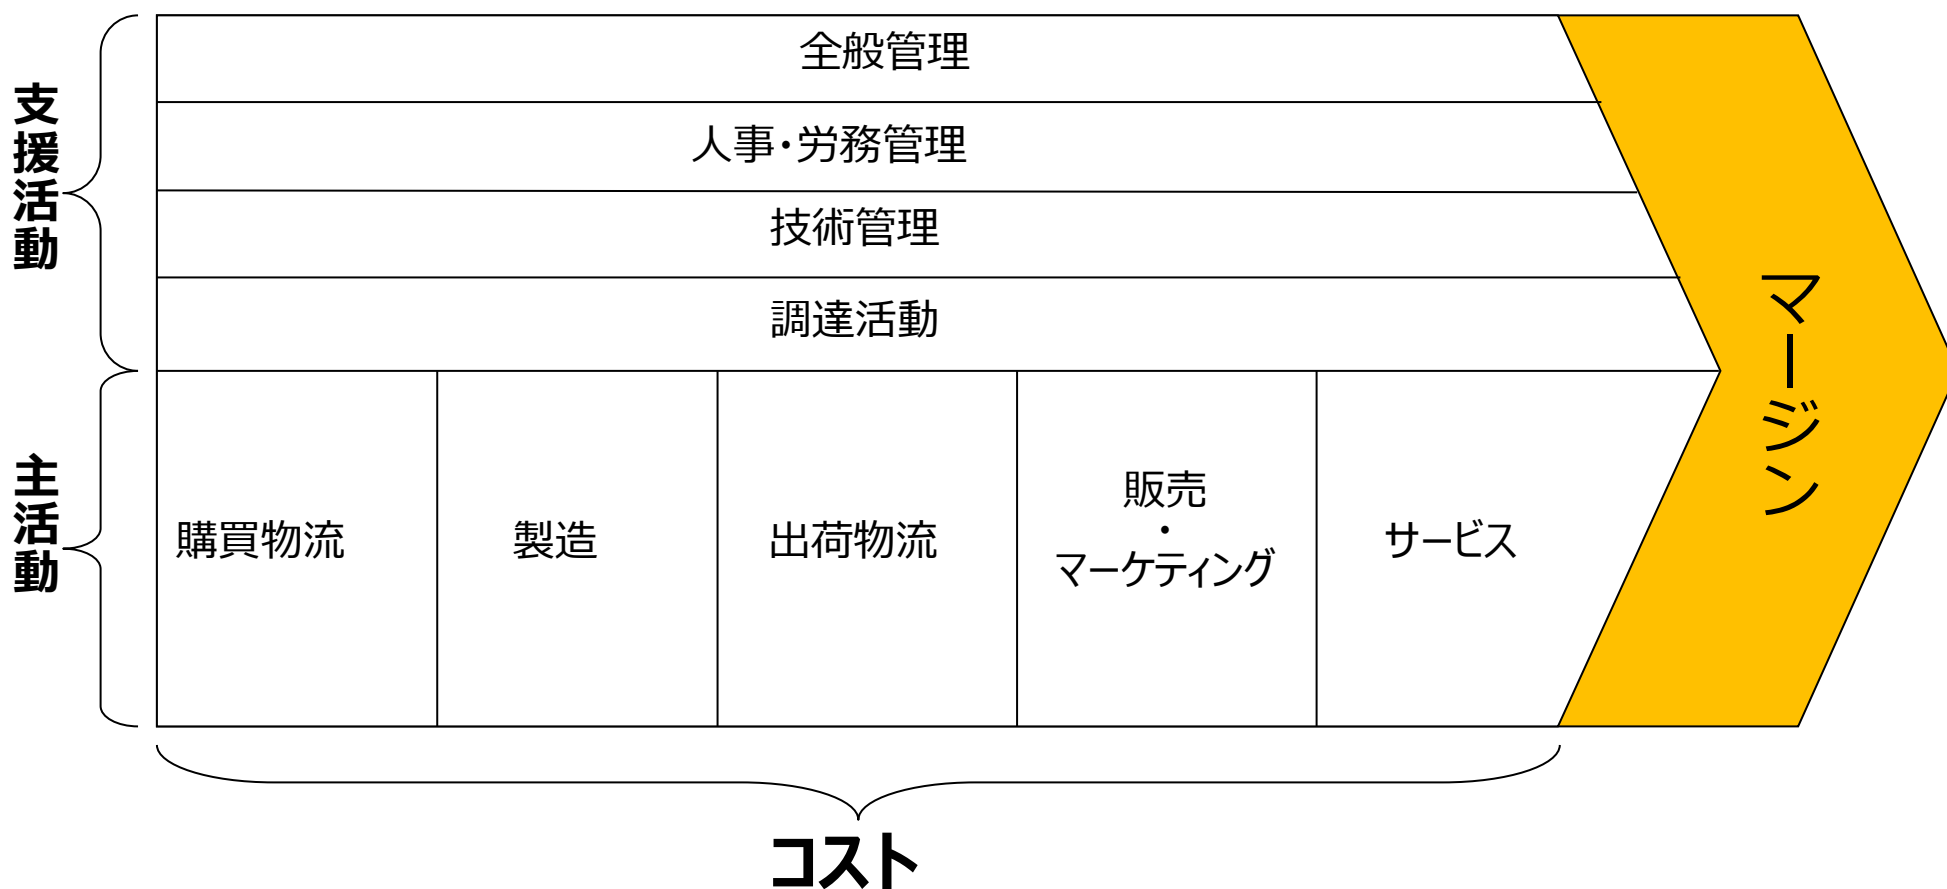 支援活動
全般管理
人事・労務管理
技術管理
調達活動
マージン
主活動
購買物流
製造
出荷物流
販売
・
マーケティング
サービス
コスト